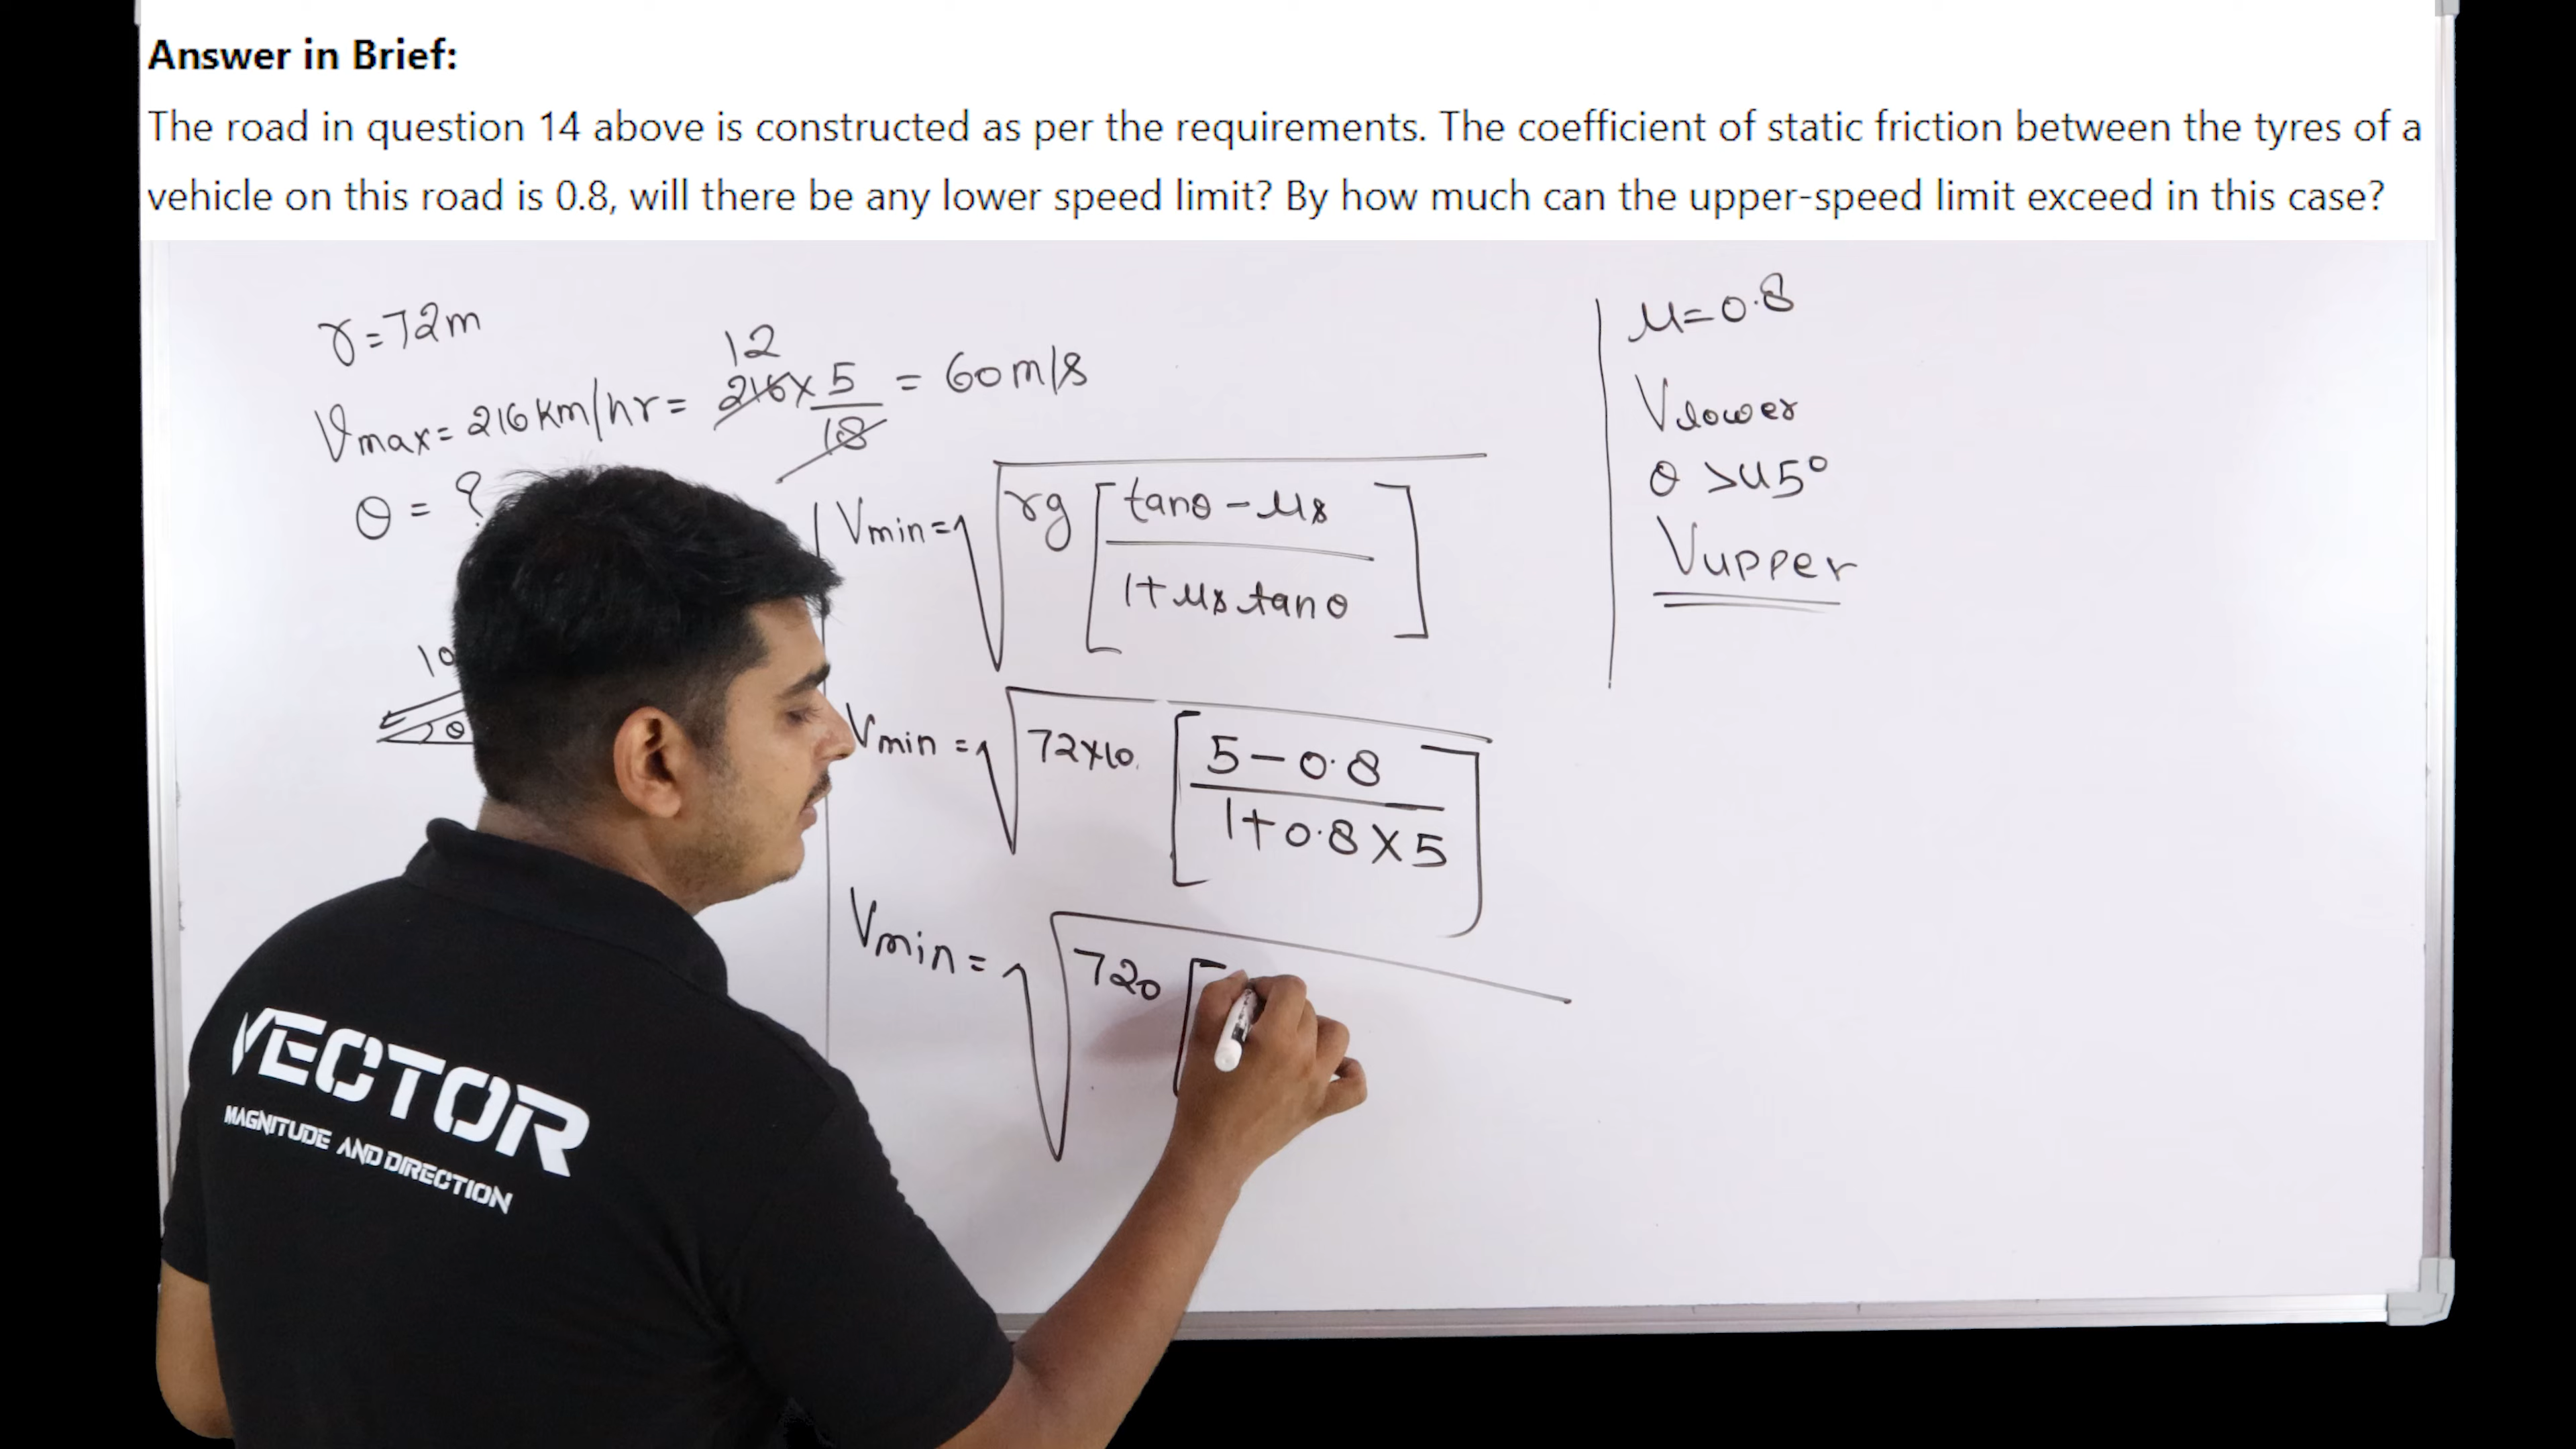 Answer in Brief:
The road in question 14 above is constructed as per the requirements. The coefficient of static friction between the tyres of a
vehicle on this road is 0.8, will there be any lower speed limit? By how much can the upper-speed limit exceed in this case?
r = 72m
Vmax = 216 km/hr = 216 × 5 / 18 = 60 m/s
12
θ = ?
10
θ
Vmin = √ rg [ tanθ - μs / 1 + μs tanθ ]
Vmin = √ 72×10 [ 5 - 0.8 / 1 + 0.8 × 5 ]
Vmin = √ 720 [
μ = 0.8
Vlower
θ > 45°
Vupper
VECTOR
MAGNITUDE AND DIRECTION